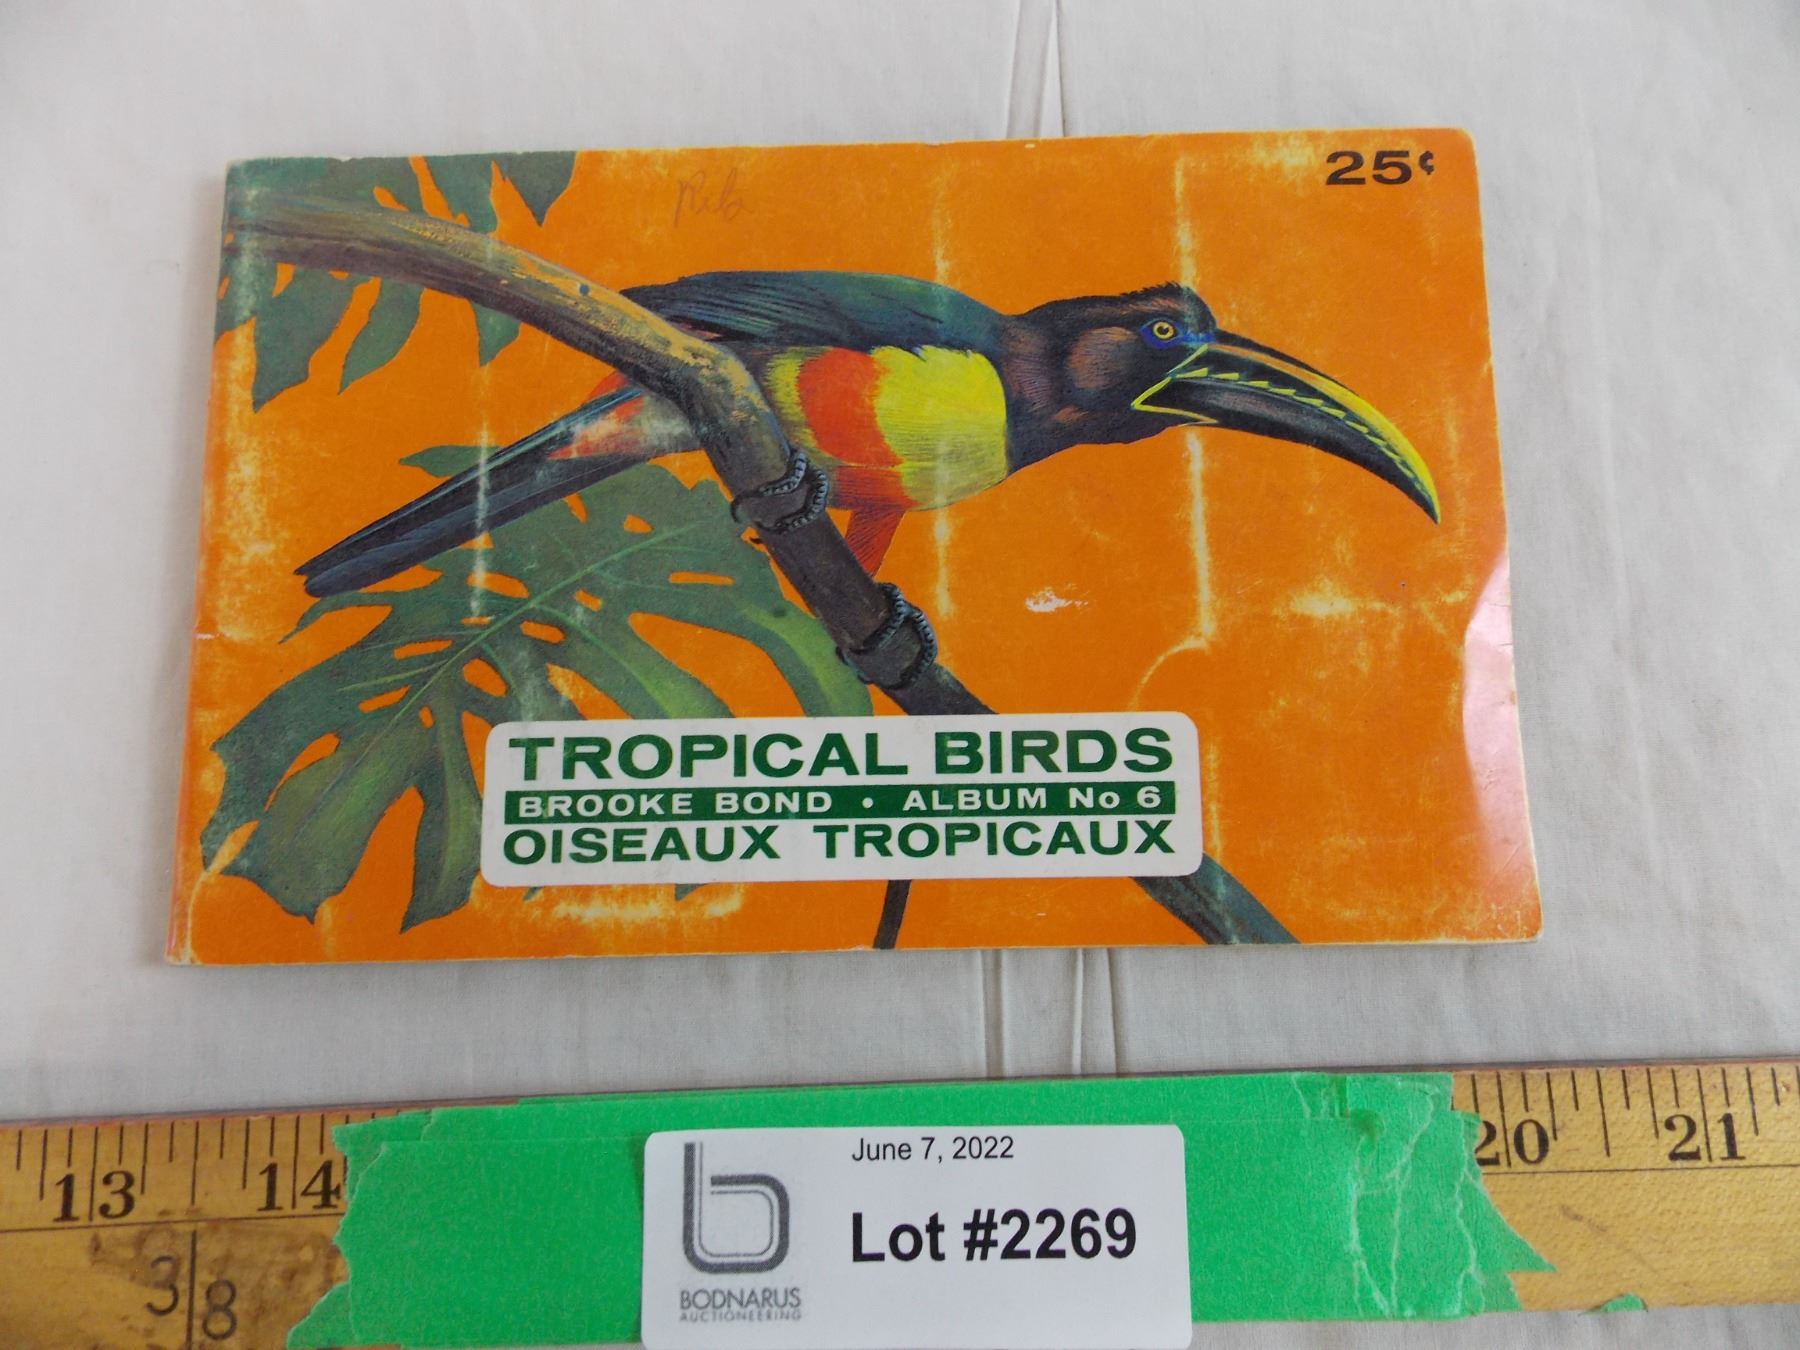 25¢
TROPICAL BIRDS
BROOKE BOND • ALBUM No 6
OISEAUX TROPICAUX
13 14 20 21
38
June 7, 2022
Lot #2269
BODNARUS
AUCTIONEERING